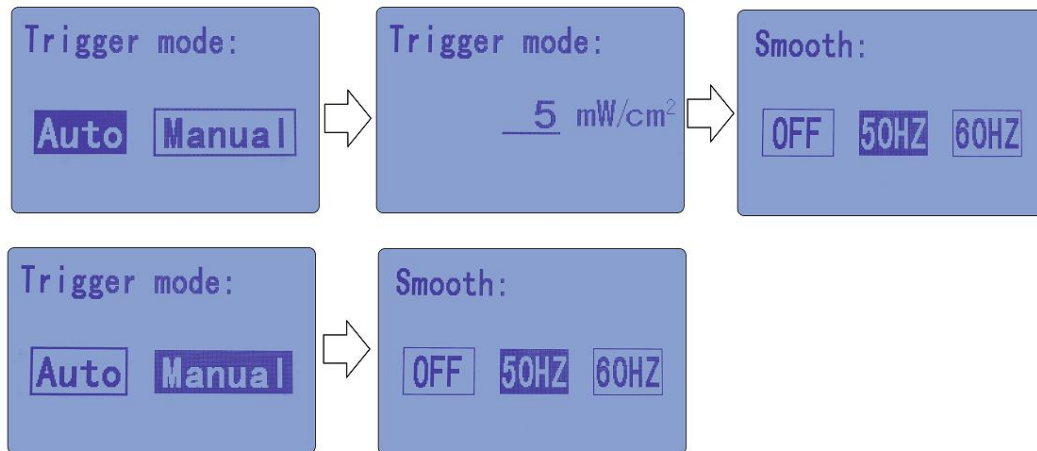 Trigger mode:
Auto Manual
Trigger mode:
5 mW/cm²
Smooth:
OFF 50HZ 60HZ
Trigger mode:
Auto Manual
Smooth:
OFF 50HZ 60HZ